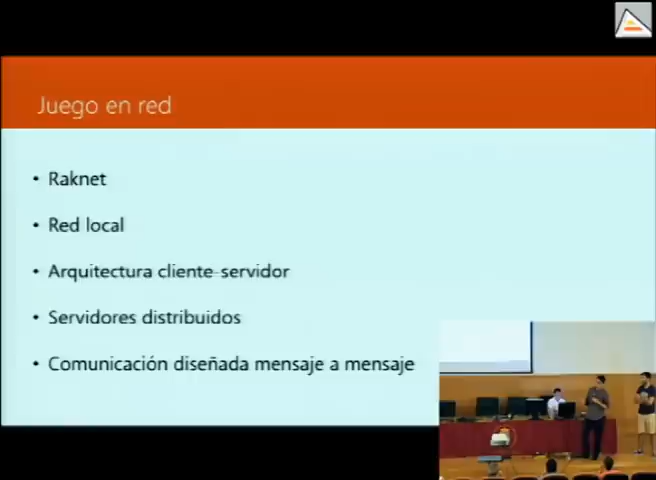 Juego en red
• Raknet
• Red local
• Arquitectura cliente-servidor
• Servidores distribuidos
• Comunicación diseñada mensaje a mensaje